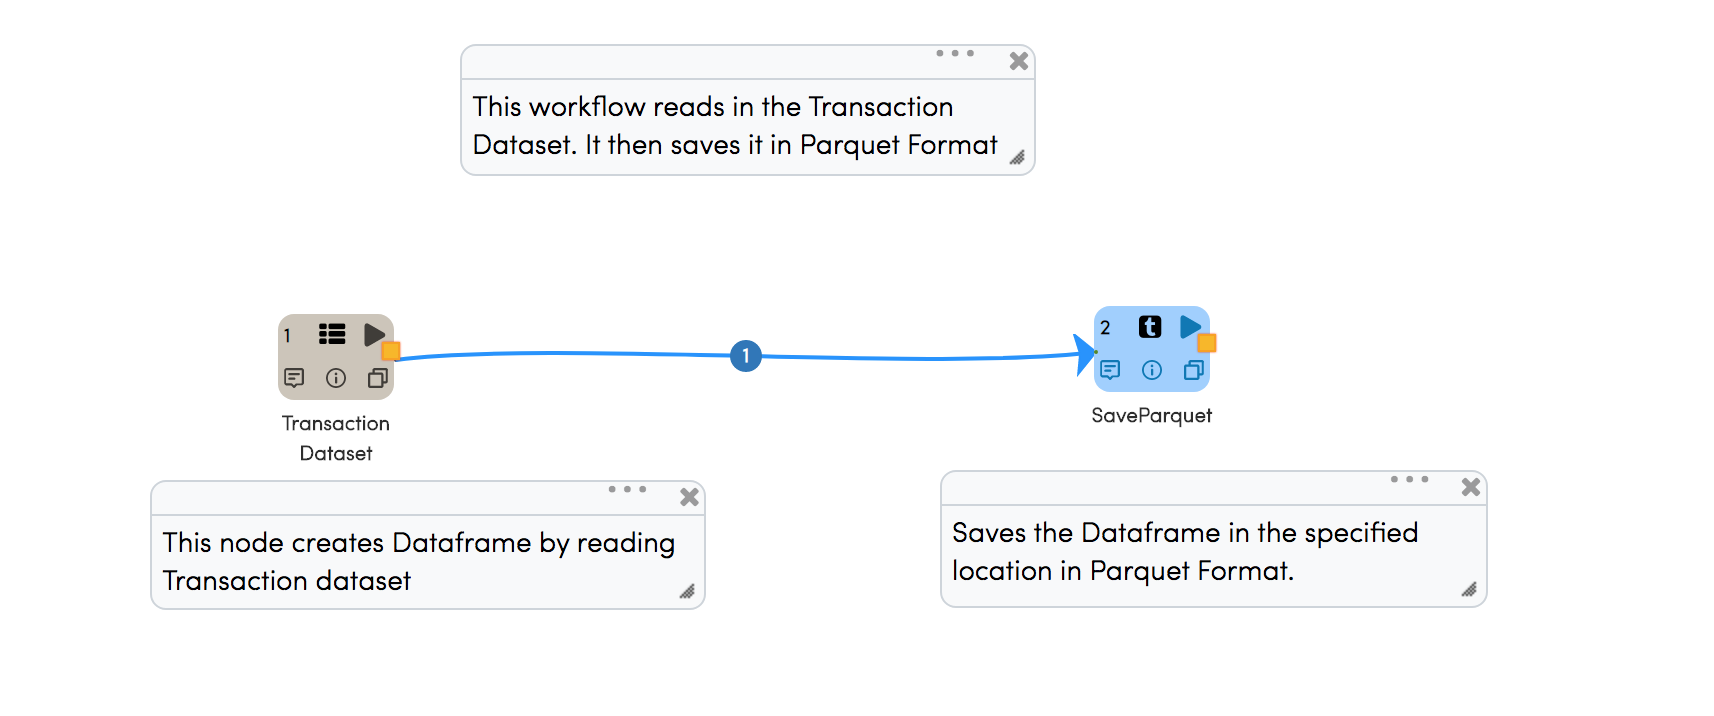 This workflow reads in the Transaction
Dataset. It then saves it in Parquet Format
1
Transaction
Dataset
1
2
t
SaveParquet
This node creates Dataframe by reading
Transaction dataset
Saves the Dataframe in the specified
location in Parquet Format.